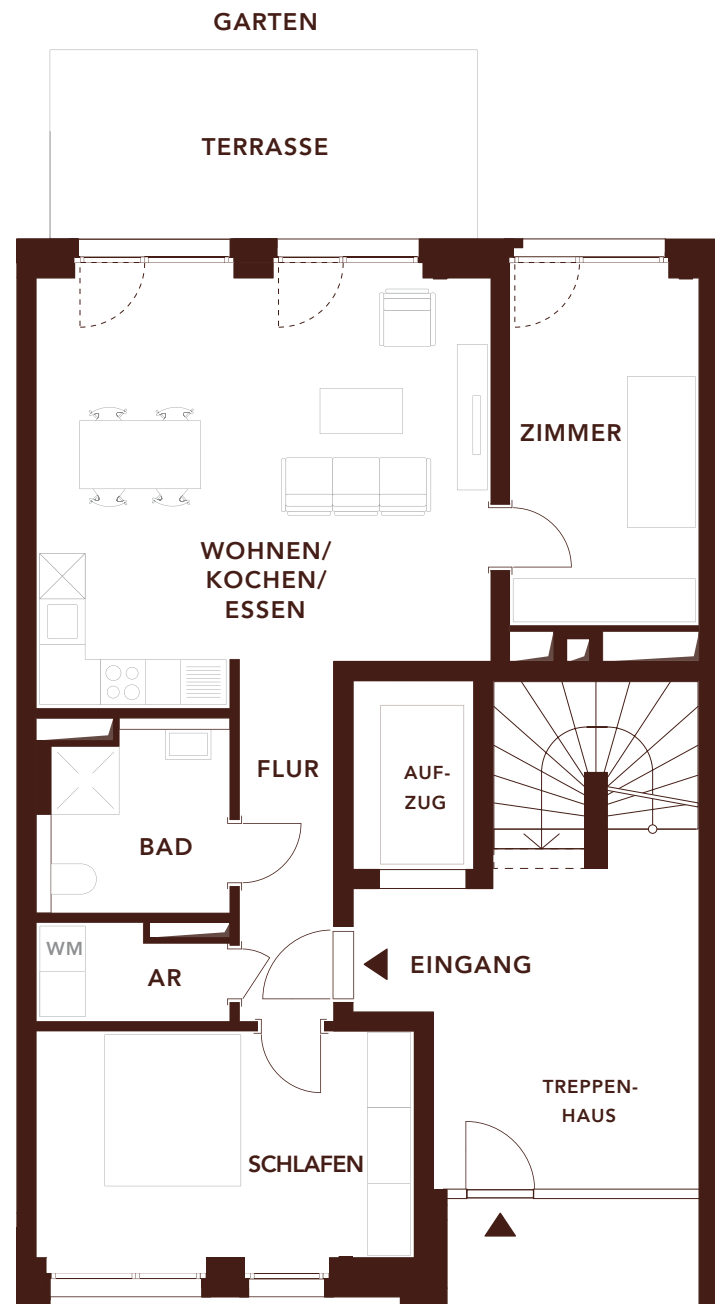 GARTEN
TERRASSE
ZIMMER
WOHNEN/
KOCHEN/
ESSEN
FLUR
AUF-
ZUG
BAD
WM
AR
EINGANG
TREPPEN-
HAUS
SCHLAFEN